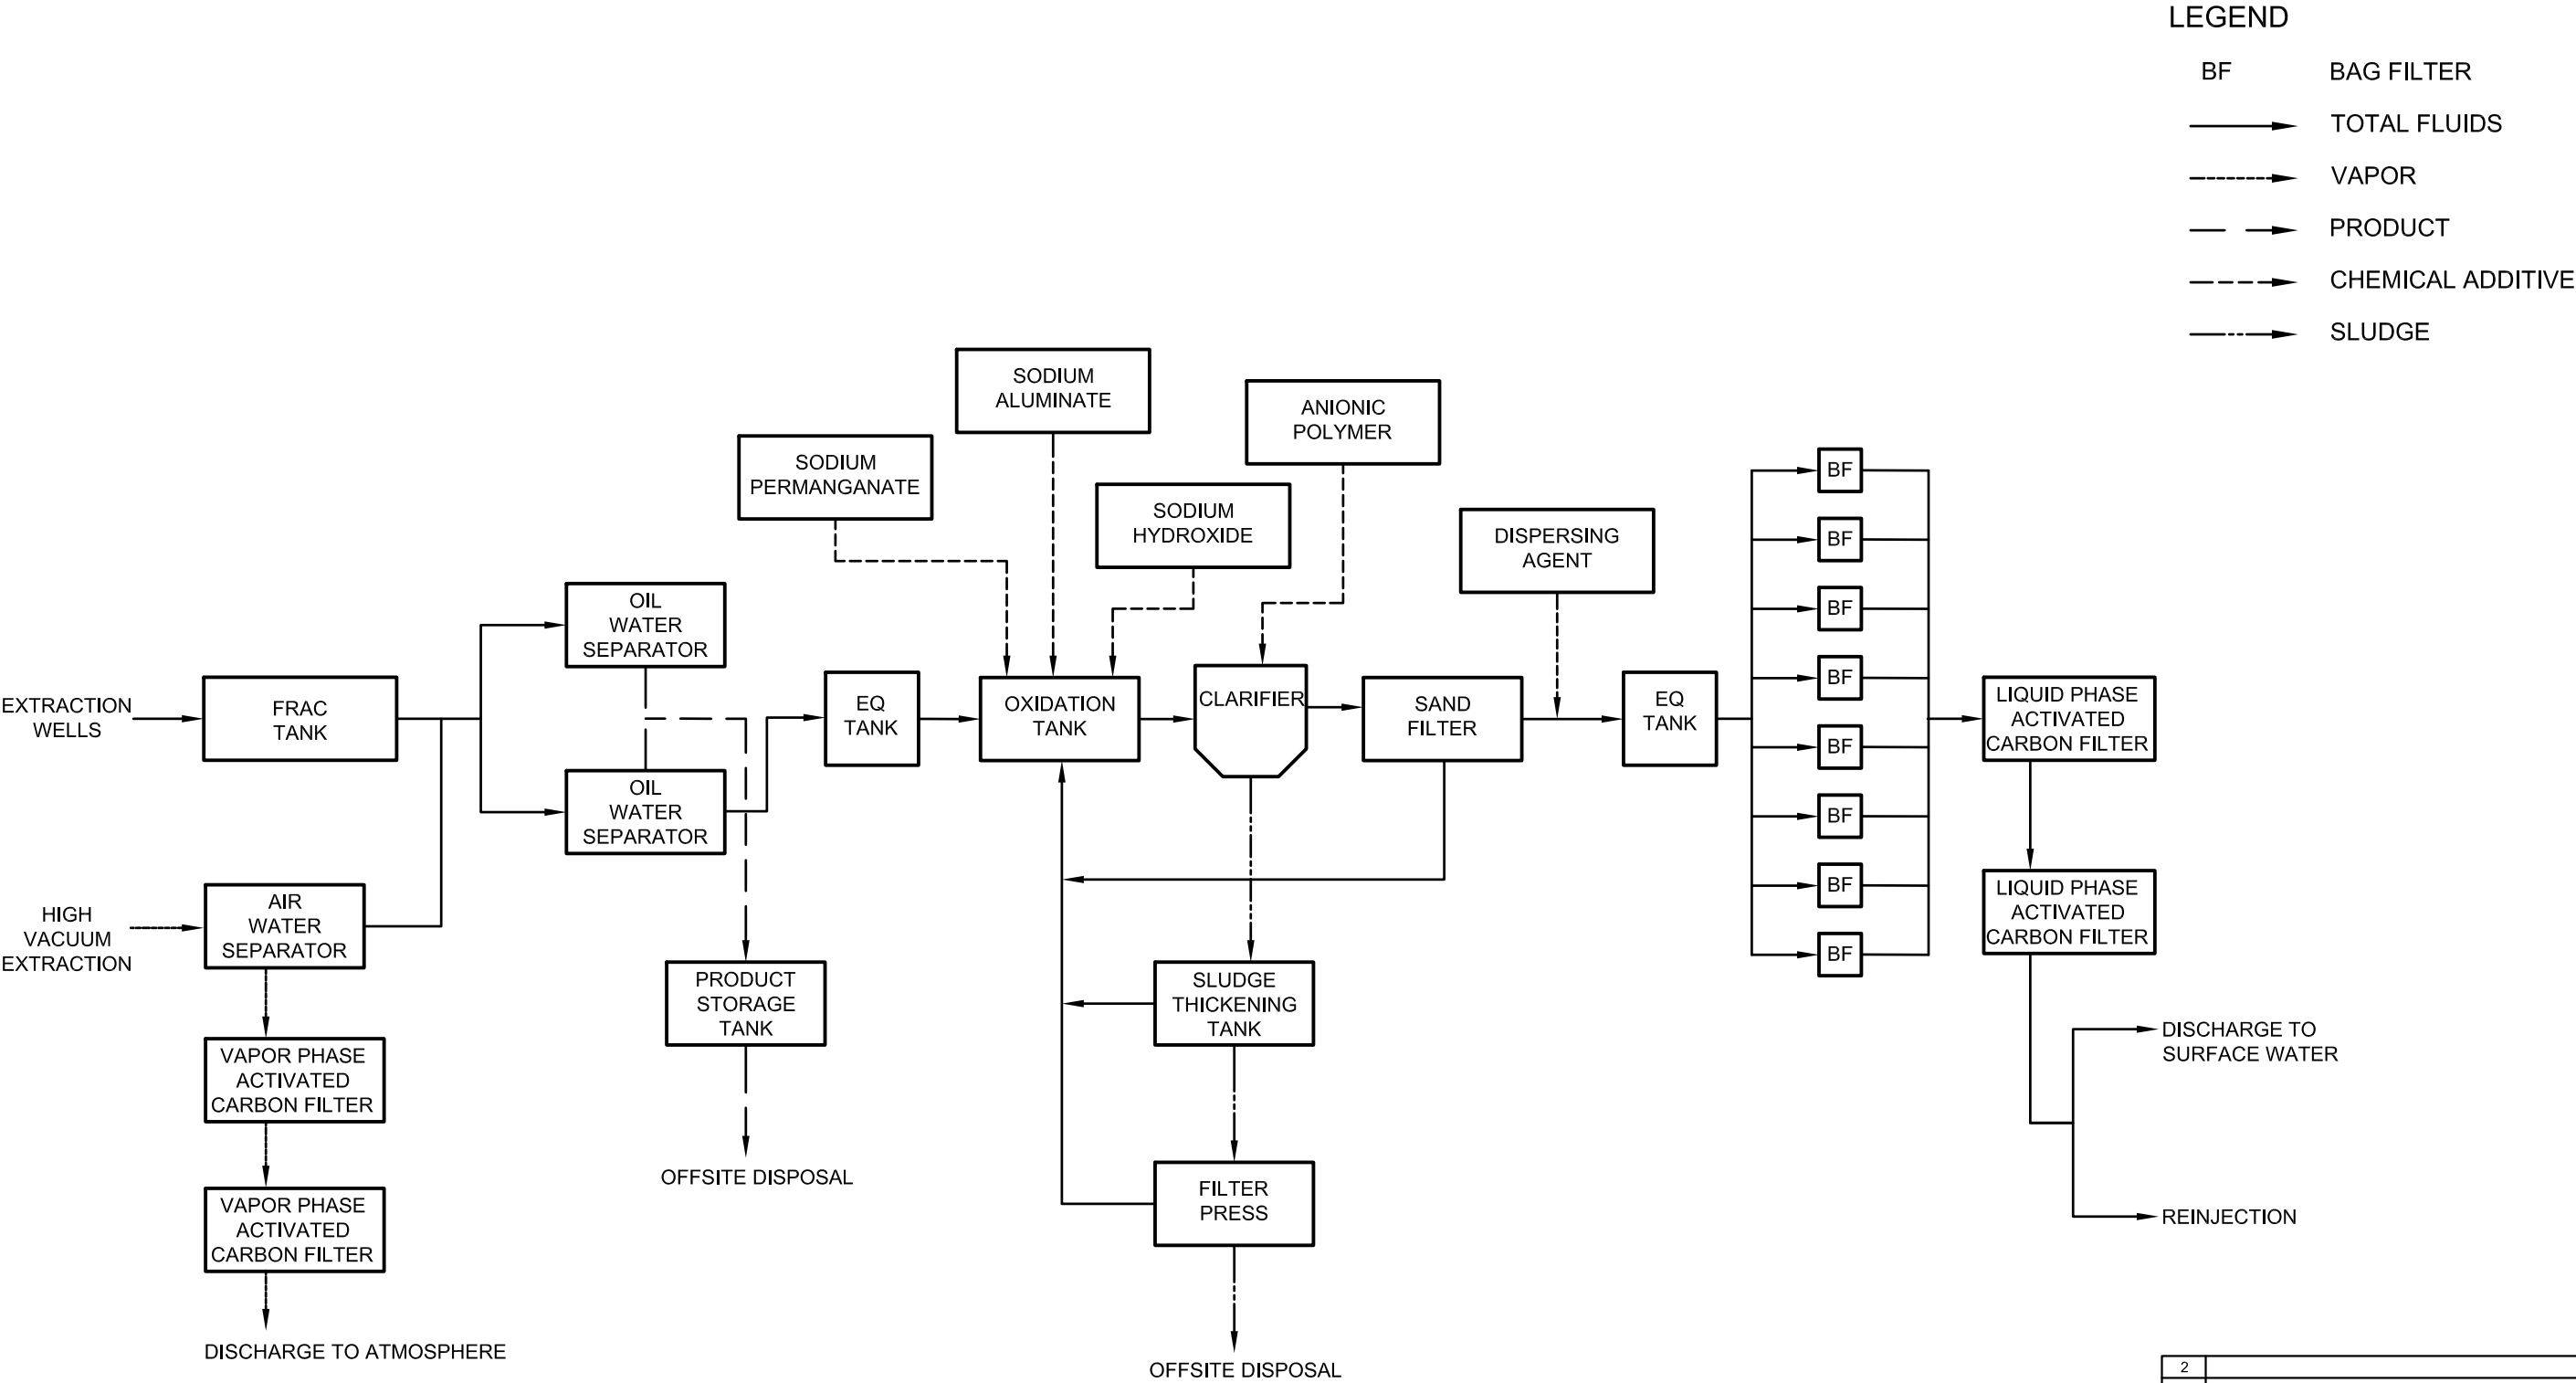 LEGEND
BF BAG FILTER
TOTAL FLUIDS
VAPOR
PRODUCT
CHEMICAL ADDITIVE
SLUDGE
SODIUM
ALUMINATE
ANIONIC
POLYMER
SODIUM
PERMANGANATE
SODIUM
HYDROXIDE
DISPERSING
AGENT
EXTRACTION
WELLS
FRAC
TANK
OIL
WATER
SEPARATOR
OIL
WATER
SEPARATOR
EQ
TANK
OXIDATION
TANK
CLARIFIER
SAND
FILTER
EQ
TANK
BF
BF
BF
BF
BF
BF
BF
BF
LIQUID PHASE
ACTIVATED
CARBON FILTER
LIQUID PHASE
ACTIVATED
CARBON FILTER
HIGH
VACUUM
EXTRACTION
AIR
WATER
SEPARATOR
VAPOR PHASE
ACTIVATED
CARBON FILTER
VAPOR PHASE
ACTIVATED
CARBON FILTER
DISCHARGE TO ATMOSPHERE
PRODUCT
STORAGE
TANK
OFFSITE DISPOSAL
SLUDGE
THICKENING
TANK
FILTER
PRESS
OFFSITE DISPOSAL
DISCHARGE TO
SURFACE WATER
REINJECTION
2